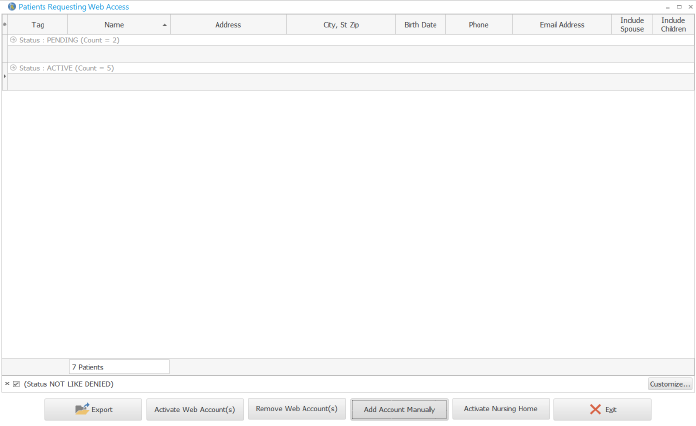 Patients Requesting Web Access
Tag Name Address City, St Zip Birth Date Phone Email Address Include Spouse Include Children
Status : PENDING (Count = 2)
Status : ACTIVE (Count = 5)
7 Patients
(Status NOT LIKE DENIED) Customize...
Export Activate Web Account(s) Remove Web Account(s) Add Account Manually Activate Nursing Home Exit